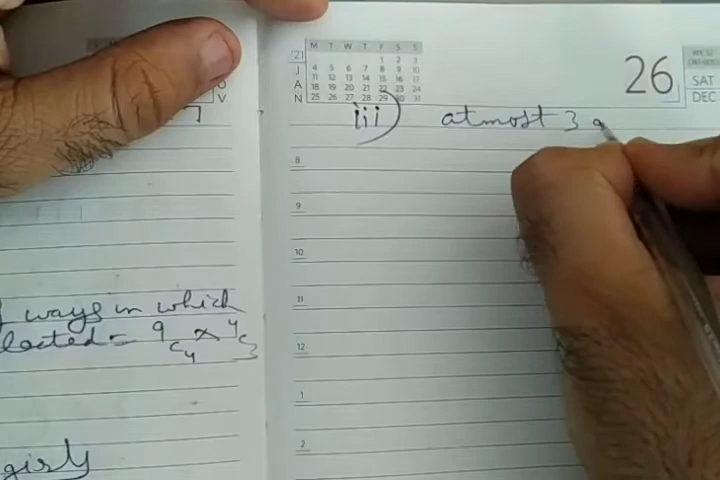 ways in which
lected = 9c4 x 4c3
girls
'21 M T W T F S S
J 1 2 3
4 5 6 7 8 9 10
A 11 12 13 14 15 16 17
18 19 20 21 22 23 24
N 25 26 27 28 29 30 31
26
SAT
DEC
iii) atmost 3
8
9
10
11
12
1
2